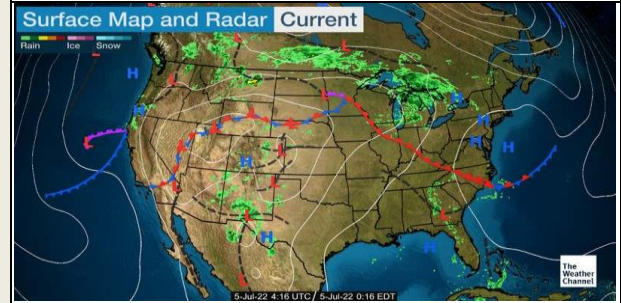 Surface Map and Radar Current
Rain Ice Snow
H
H
L
L
L
L
L
L
H
L
L
L
L
H
L
H
H
H
H
L
H
The
Weather
Channel
5-Jul-22 4:16 UTC / 5-Jul-22 0:16 EDT